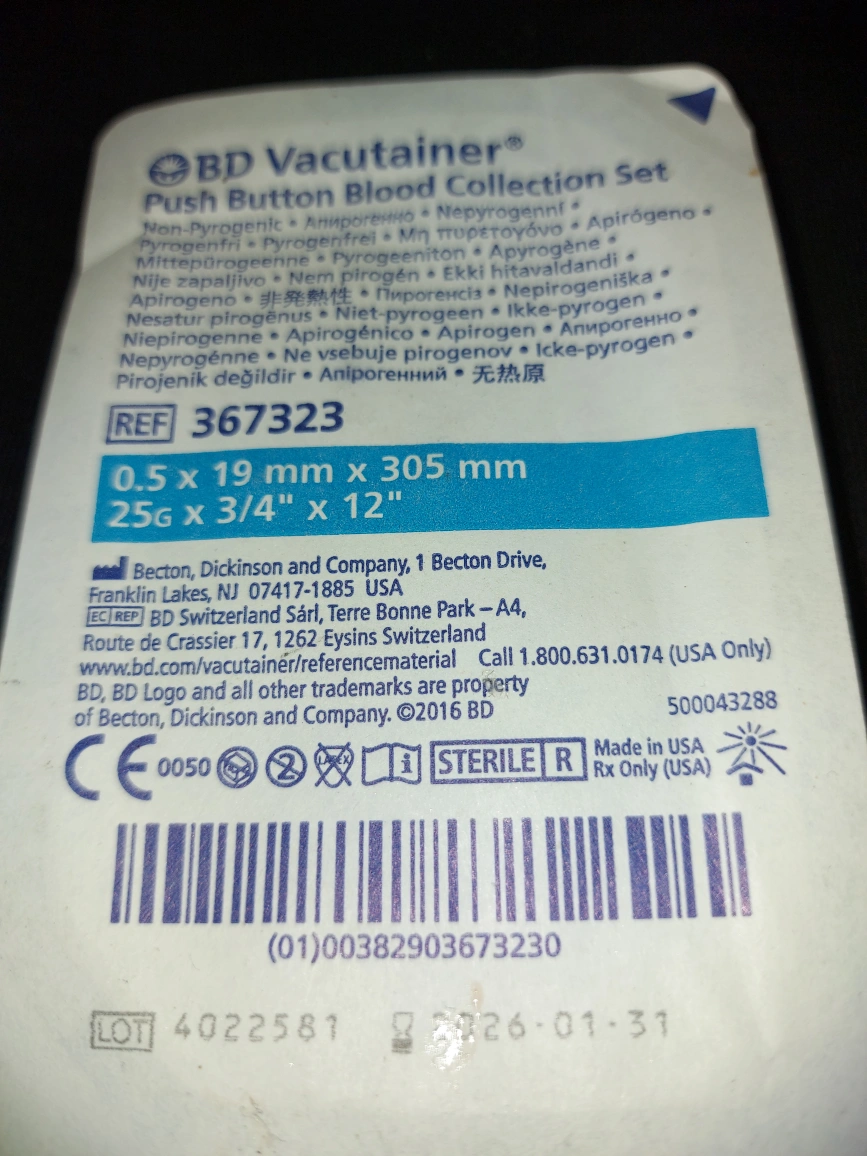 BD Vacutainer®
Push Button Blood Collection Set
Non-Pyrogenic • Апирогенно • Nepyrogenní •
Pyrogenfri • Pyrogenfrei • Μη πυρετογόνο • Apirógeno •
Mittepürogeenne • Pyrogeeniton • Apyrogène •
Nije zapaljivo • Nem pirogén • Ekki hitavaldandi •
Apirogeno • 非発熱性 • Пирогенсіз • Nepirogeniška •
Nesatur pirogēnus • Niet-pyrogeen • Ikke-pyrogen •
Niepirogenne • Apirogénico • Apirogen • Апирогенно •
Nepyrogénne • Ne vsebuje pirogenov • Icke-pyrogen •
Pirojenik değildir • Апірогенний • 无热原
REF 367323
0.5 x 19 mm x 305 mm
25G x 3/4" x 12"
Becton, Dickinson and Company, 1 Becton Drive,
Franklin Lakes, NJ 07417-1885 USA
EC REP BD Switzerland Sárl, Terre Bonne Park – A4,
Route de Crassier 17, 1262 Eysins Switzerland
www.bd.com/vacutainer/referencematerial Call 1.800.631.0174 (USA Only)
BD, BD Logo and all other trademarks are property
of Becton, Dickinson and Company. ©2016 BD
500043288
CE 0050 2 LATEX i STERILE R Made in USA
Rx Only (USA)
(01)00382903673230
LOT 4022581 2026-01-31